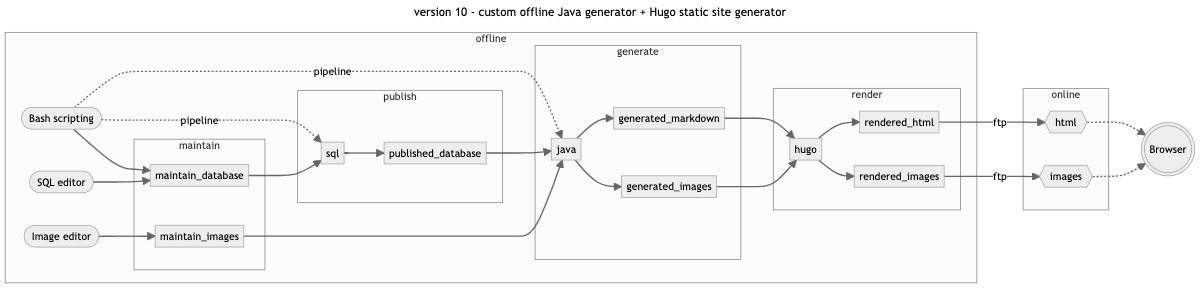 version 10 - custom offline Java generator + Hugo static site generator
offline
generate
pipeline
publish
render
online
Bash scripting
pipeline
maintain
sql
published_database
java
generated_markdown
generated_images
hugo
rendered_html
rendered_images
ftp
ftp
html
images
Browser
SQL editor
maintain_database
Image editor
maintain_images